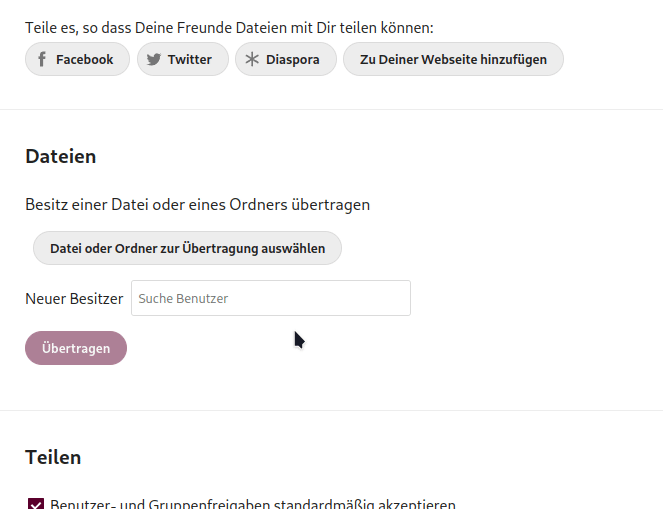 Teile es, so dass Deine Freunde Dateien mit Dir teilen können:
Facebook Twitter Diaspora Zu Deiner Webseite hinzufügen
Dateien
Besitz einer Datei oder eines Ordners übertragen
Datei oder Ordner zur Übertragung auswählen
Neuer Besitzer Suche Benutzer
Übertragen
Teilen
Benutzer- und Gruppenfreigaben standardmäßig akzeptieren